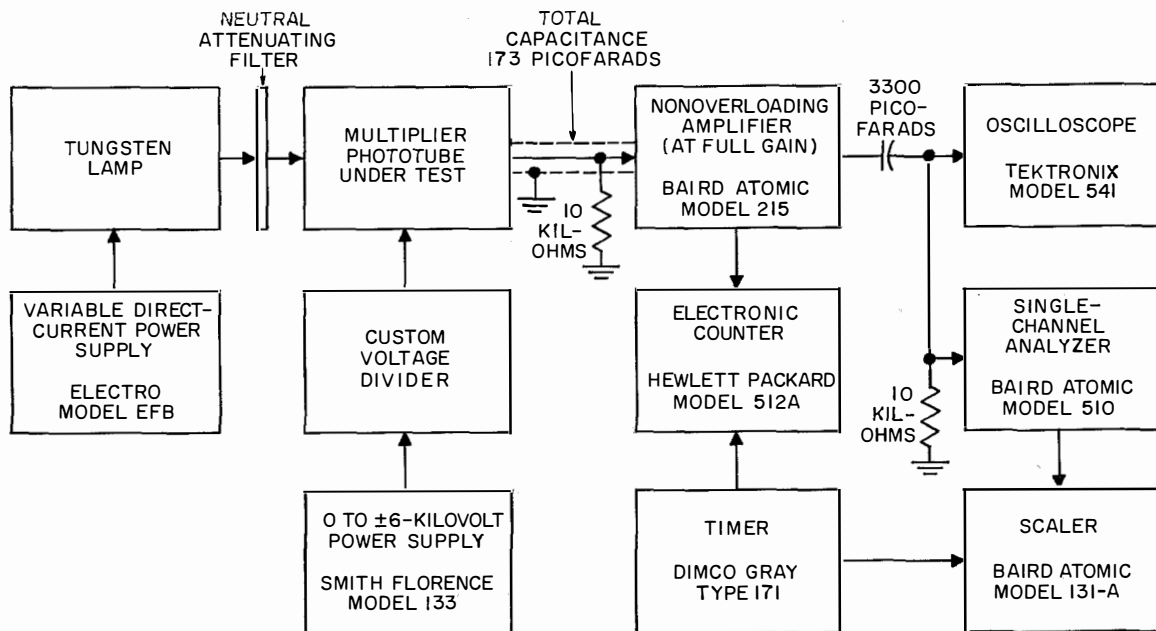 NEUTRAL
ATTENUATING
FILTER
TOTAL
CAPACITANCE
173 PICOFARADS
TUNGSTEN
LAMP
MULTIPLIER
PHOTOTUBE
UNDER TEST
10
KIL-
OHMS
NONOVERLOADING
AMPLIFIER
(AT FULL GAIN)
BAIRD ATOMIC
MODEL 215
3300
PICO-
FARADS
OSCILLOSCOPE
TEKTRONIX
MODEL 541
VARIABLE DIRECT-
CURRENT POWER
SUPPLY
ELECTRO
MODEL EFB
CUSTOM
VOLTAGE
DIVIDER
ELECTRONIC
COUNTER
HEWLETT PACKARD
MODEL 512A
10
KIL-
OHMS
SINGLE-
CHANNEL
ANALYZER
BAIRD ATOMIC
MODEL 510
0 TO ±6-KILOVOLT
POWER SUPPLY
SMITH FLORENCE
MODEL 133
TIMER
DIMCO GRAY
TYPE 171
SCALER
BAIRD ATOMIC
MODEL 131-A